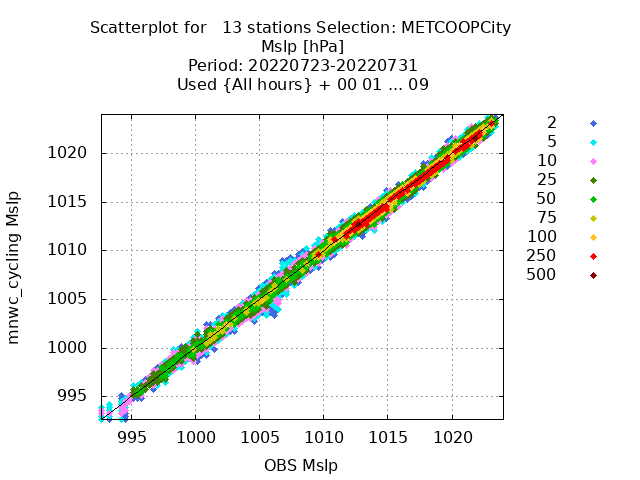 Scatterplot for   13 stations Selection: METCOOPCity
Mslp [hPa]
Period: 20220723-20220731
Used {All hours} + 00 01 ... 09
2
5
10
25
50
75
100
250
500
1020
1015
1010
1005
1000
995
mnwc_cycling Mslp
995 1000 1005 1010 1015 1020
OBS Mslp